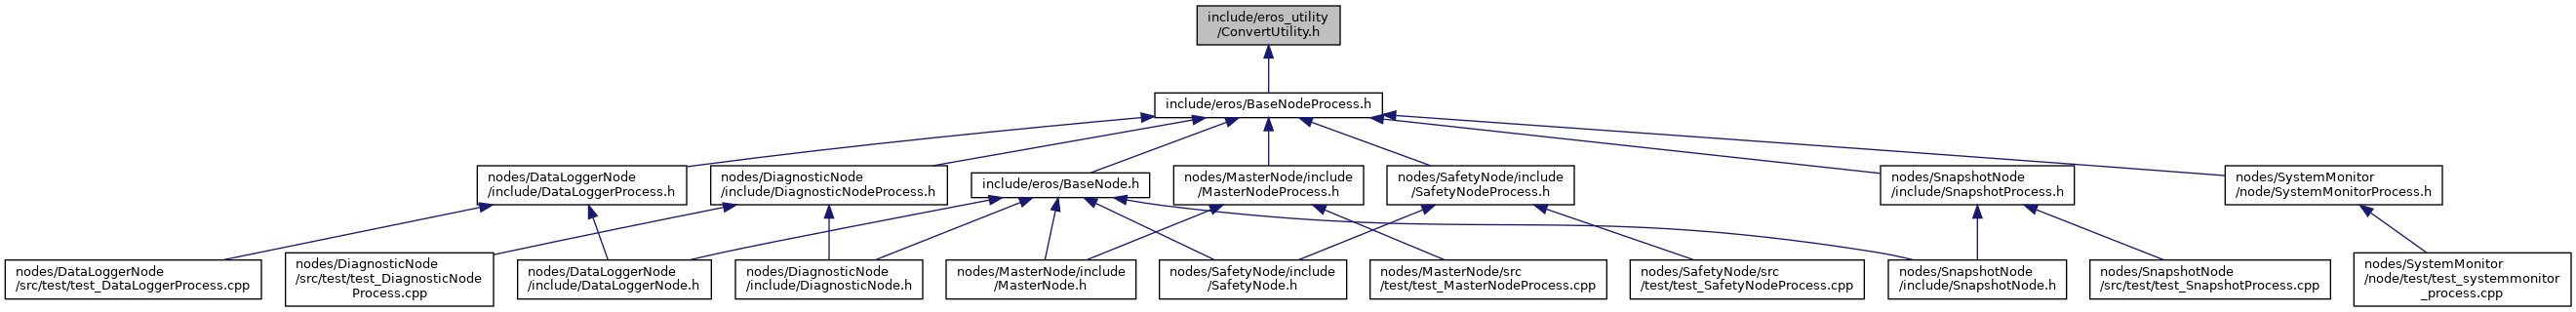 include/eros_utility
/ConvertUtility.h
include/eros/BaseNodeProcess.h
nodes/DataLoggerNode
/include/DataLoggerProcess.h
nodes/DiagnosticNode
/include/DiagnosticNodeProcess.h
include/eros/BaseNode.h
nodes/MasterNode/include
/MasterNodeProcess.h
nodes/SafetyNode/include
/SafetyNodeProcess.h
nodes/SnapshotNode
/include/SnapshotProcess.h
nodes/SystemMonitor
/node/SystemMonitorProcess.h
nodes/DataLoggerNode
/src/test/test_DataLoggerProcess.cpp
nodes/DiagnosticNode
/src/test/test_DiagnosticNode
Process.cpp
nodes/DataLoggerNode
/include/DataLoggerNode.h
nodes/DiagnosticNode
/include/DiagnosticNode.h
nodes/MasterNode/include
/MasterNode.h
nodes/SafetyNode/include
/SafetyNode.h
nodes/MasterNode/src
/test/test_MasterNodeProcess.cpp
nodes/SafetyNode/src
/test/test_SafetyNodeProcess.cpp
nodes/SnapshotNode
/include/SnapshotNode.h
nodes/SnapshotNode
/src/test/test_SnapshotProcess.cpp
nodes/SystemMonitor
/node/test/test_systemmonitor
_process.cpp